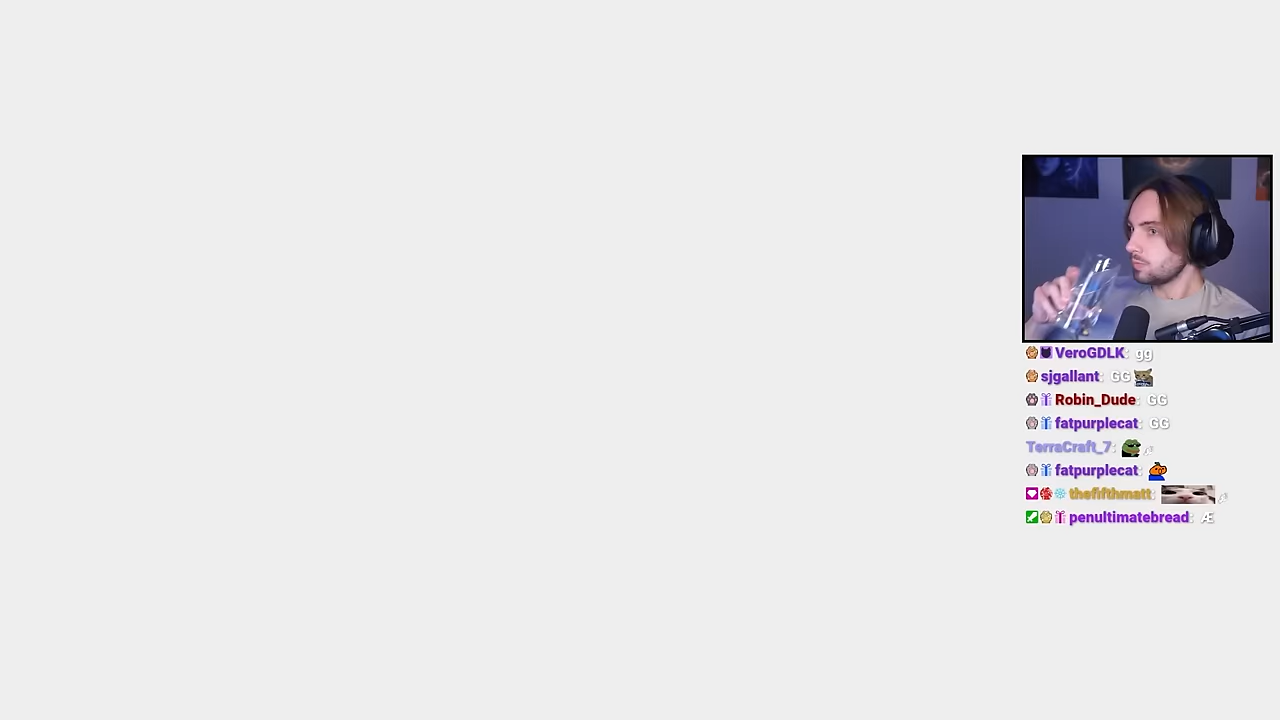 VeroGDLK: gg
sjgallant: GG
Robin_Dude: GG
fatpurplecat: GG
TerraCraft_7:
fatpurplecat:
thefifthmatt:
penultimatebread: Æ